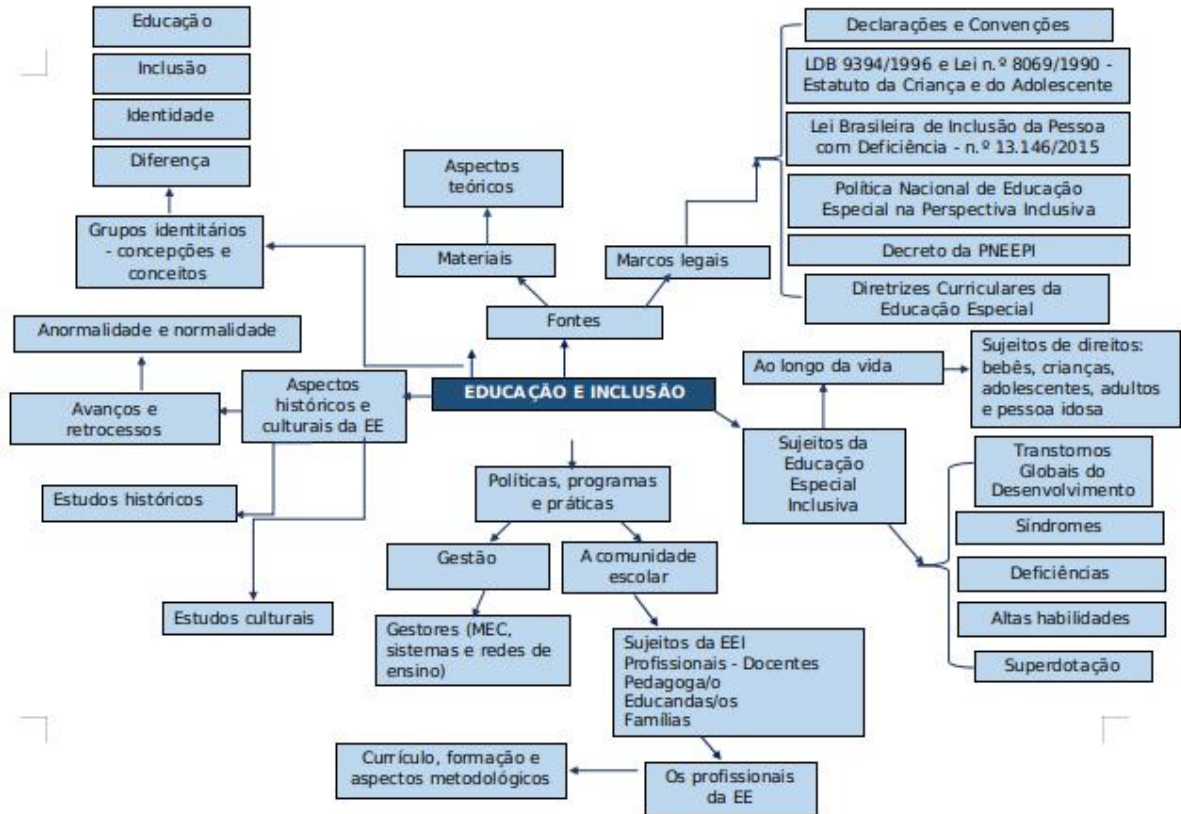 Educação
Inclusão
Identidade
Diferença
Grupos identitários
- concepções e
conceitos
Aspectos
teóricos
Materiais
Marcos legais
Fontes
Declarações e Convenções
LDB 9394/1996 e Lei n.º 8069/1990 -
Estatuto da Criança e do Adolescente
Lei Brasileira de Inclusão da Pessoa
com Deficiência - n.º 13.146/2015
Política Nacional de Educação
Especial na Perspectiva Inclusiva
Decreto da PNEEPI
Diretrizes Curriculares da
Educação Especial
Anormalidade e normalidade
Avanços e
retrocessos
Aspectos
históricos e
culturais da EE
EDUCAÇÃO E INCLUSÃO
Ao longo da vida
Sujeitos de direitos:
bebês, crianças,
adolescentes, adultos
e pessoa idosa
Sujeitos da
Educação
Especial
Inclusiva
Transtornos
Globais do
Desenvolvimento
Síndromes
Deficiências
Altas habilidades
Superdotação
Estudos históricos
Estudos culturais
Políticas, programas
e práticas
Gestão
A comunidade
escolar
Gestores (MEC,
sistemas e redes de
ensino)
Sujeitos da EEI
Profissionais - Docentes
Pedagoga/o
Educandas/os
Famílias
Currículo, formação e
aspectos metodológicos
Os profissionais
da EE